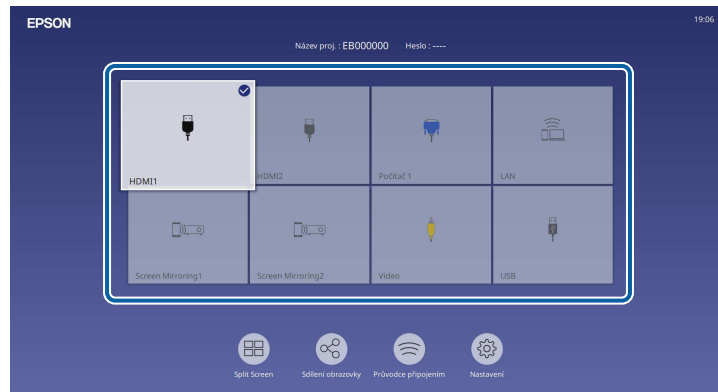 EPSON
19:06
Název proj. : EB000000 Heslo : ----
HDMI1
HDMI2
Počítač 1
LAN
Screen Mirroring1
Screen Mirroring2
Video
USB
Split Screen
Sdílení obrazovky
Průvodce připojením
Nastavení